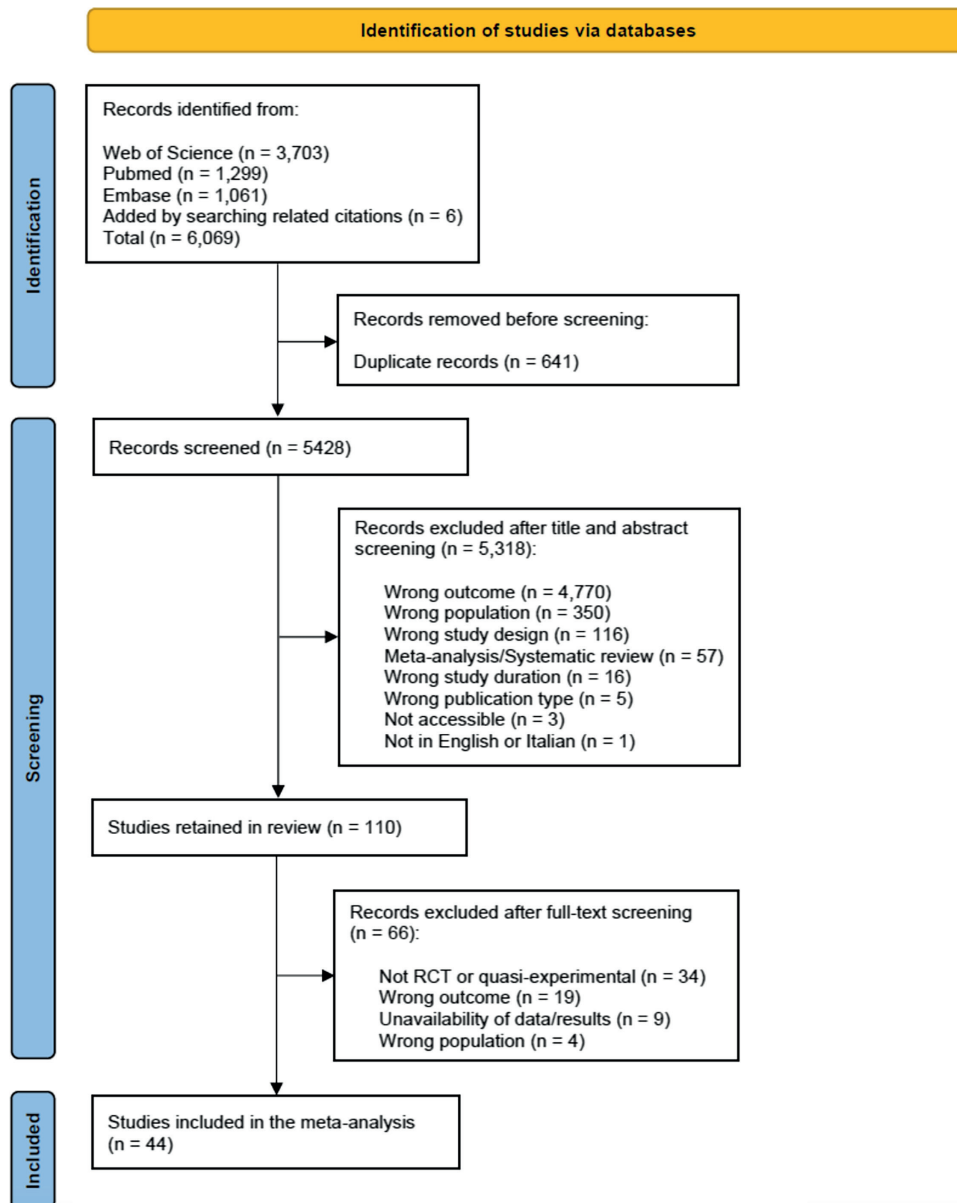 Identification of studies via databases
Identification
Records identified from:
Web of Science (n = 3,703)
Pubmed (n = 1,299)
Embase (n = 1,061)
Added by searching related citations (n = 6)
Total (n = 6,069)
Records removed before screening:
Duplicate records (n = 641)
Screening
Records screened (n = 5428)
Records excluded after title and abstract
screening (n = 5,318):
Wrong outcome (n = 4,770)
Wrong population (n = 350)
Wrong study design (n = 116)
Meta-analysis/Systematic review (n = 57)
Wrong study duration (n = 16)
Wrong publication type (n = 5)
Not accessible (n = 3)
Not in English or Italian (n = 1)
Studies retained in review (n = 110)
Records excluded after full-text screening
(n = 66):
Not RCT or quasi-experimental (n = 34)
Wrong outcome (n = 19)
Unavailability of data/results (n = 9)
Wrong population (n = 4)
Included
Studies included in the meta-analysis
(n = 44)